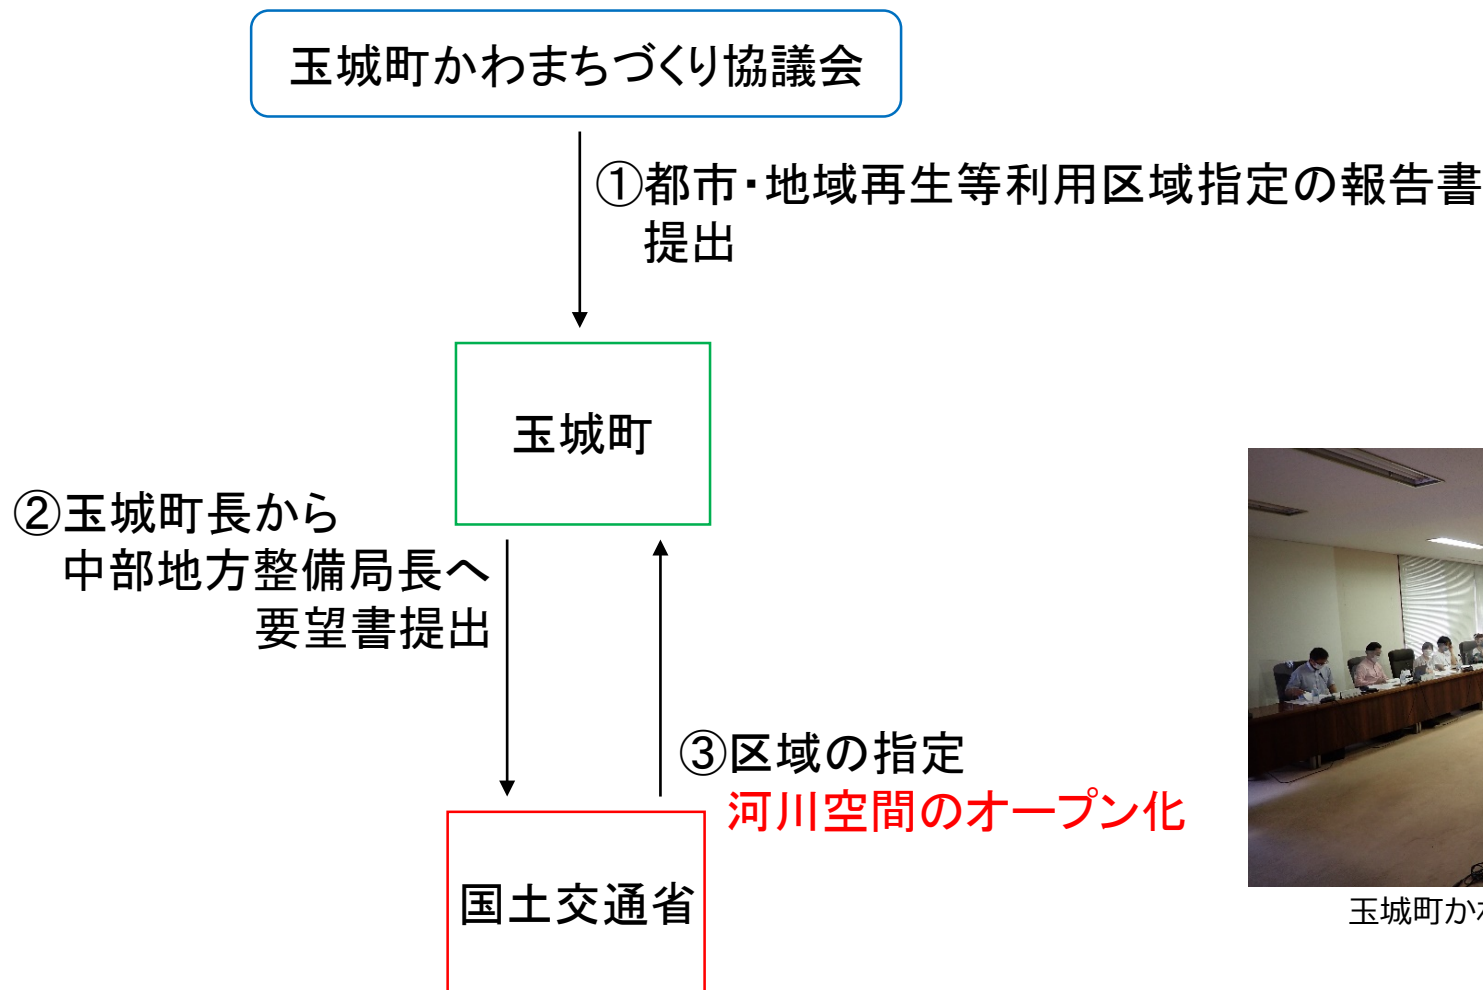 玉城町かわまちづくり協議会
①都市・地域再生等利用区域指定の報告書
提出
玉城町
②玉城町長から
中部地方整備局長へ
要望書提出
③区域の指定
河川空間のオープン化
国土交通省
玉城町か